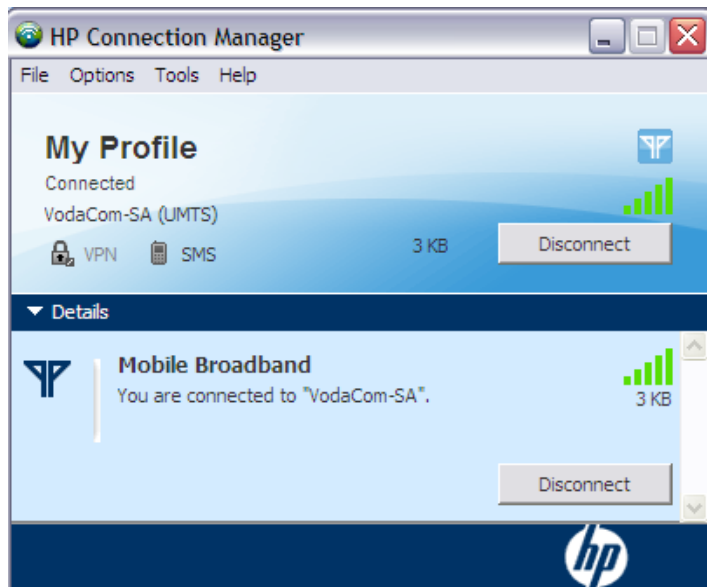 HP Connection Manager
File Options Tools Help
My Profile
Connected
VodaCom-SA (UMTS)
VPN SMS 3 KB Disconnect
Details
Mobile Broadband
You are connected to "VodaCom-SA".
3 KB
Disconnect
hp